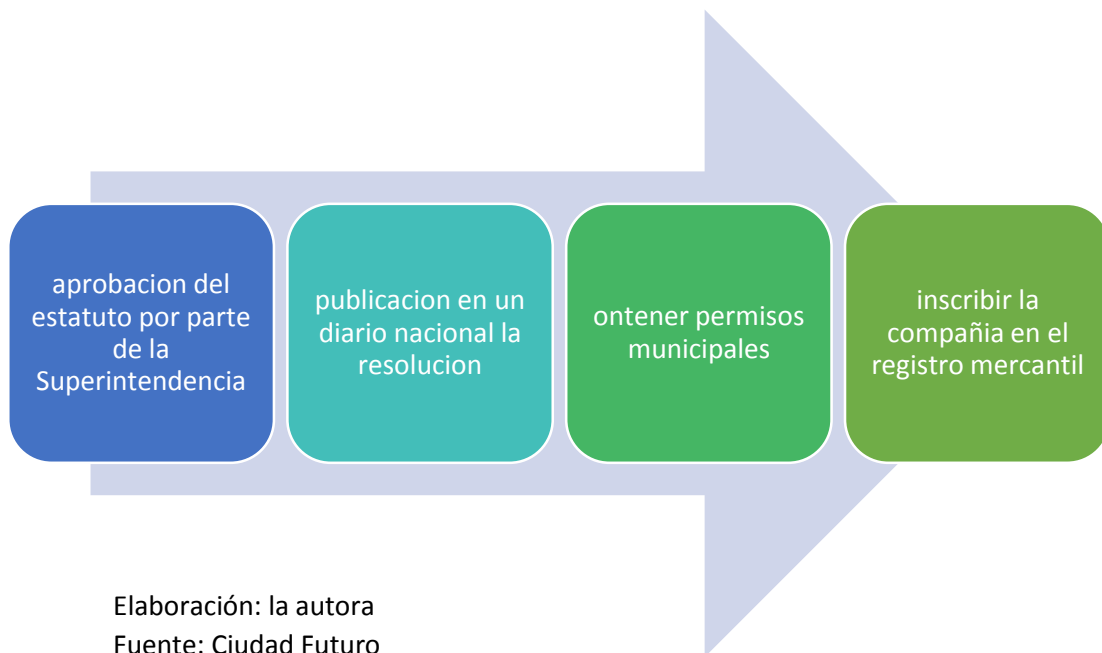 aprobacion del
estatuto por parte
de la
Superintendencia
publicacion en un
diario nacional la
resolucion
ontener permisos
municipales
inscribir la
compañia en el
registro mercantil
Elaboración: la autora
Fuente: Ciudad Futuro